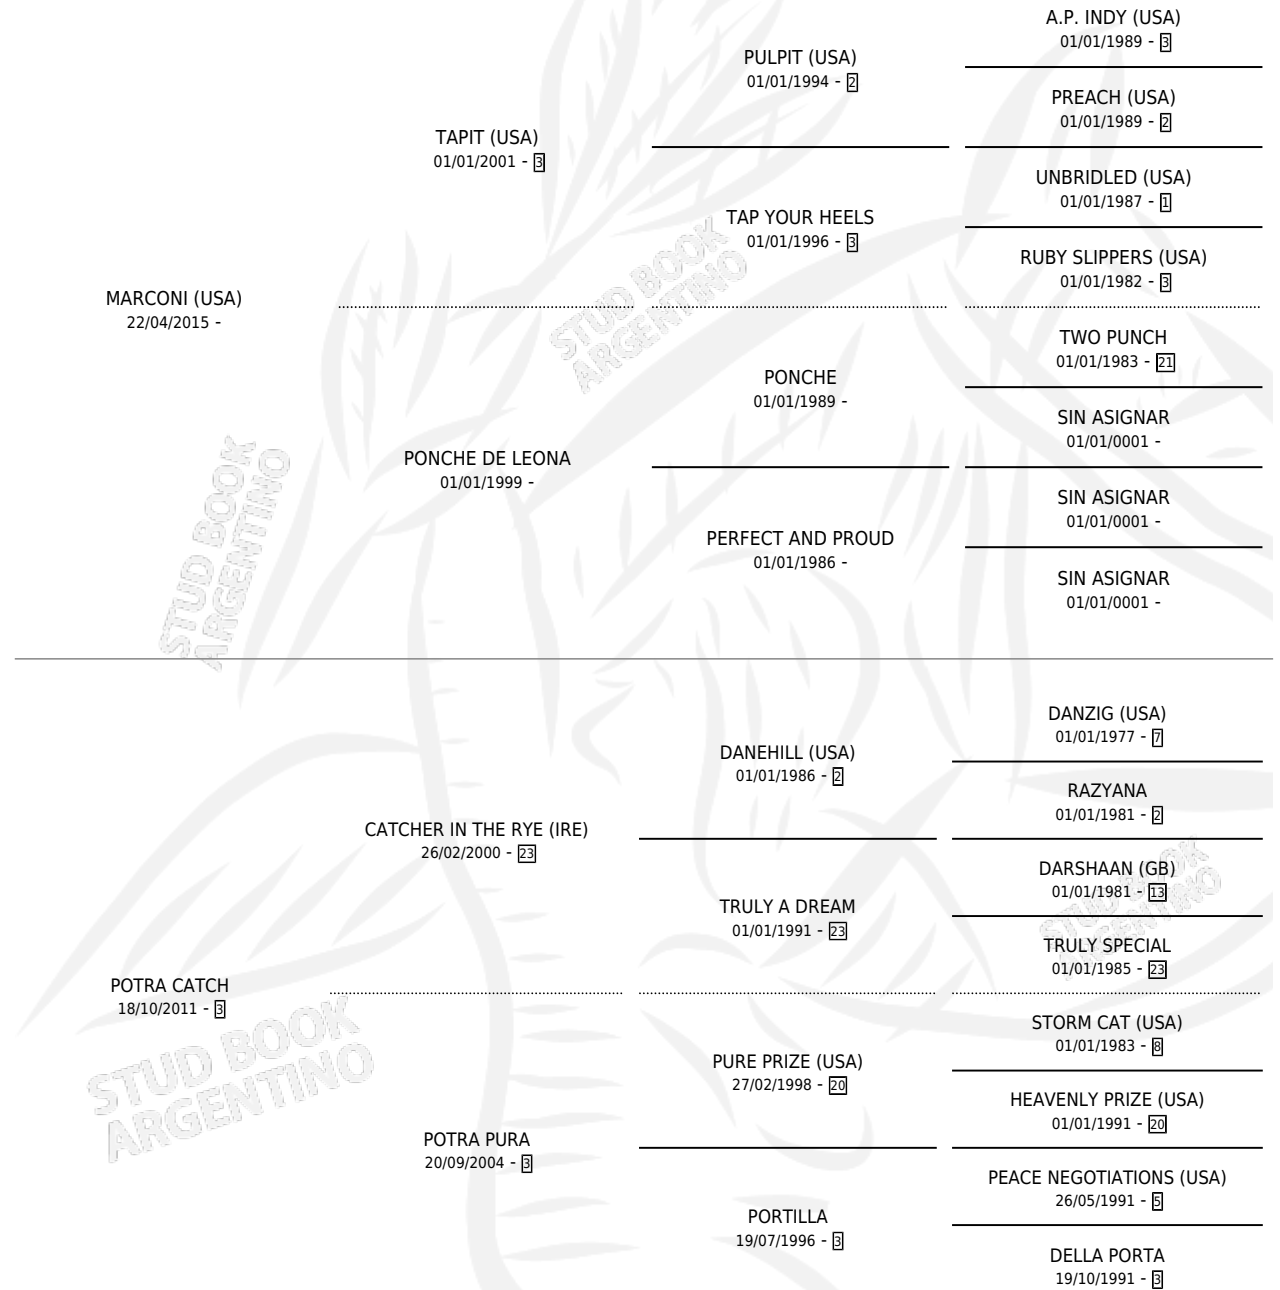 A.P. INDY (USA)
01/01/1989 - 3
PULPIT (USA)
01/01/1994 - 2
PREACH (USA)
01/01/1989 - 2
TAPIT (USA)
01/01/2001 - 3
UNBRIDLED (USA)
01/01/1987 - 1
TAP YOUR HEELS
01/01/1996 - 3
RUBY SLIPPERS (USA)
01/01/1982 - 3
MARCONI (USA)
22/04/2015 -
TWO PUNCH
01/01/1983 - 21
PONCHE
01/01/1989 -
SIN ASIGNAR
01/01/0001 -
PONCHE DE LEONA
01/01/1999 -
SIN ASIGNAR
01/01/0001 -
PERFECT AND PROUD
01/01/1986 -
SIN ASIGNAR
01/01/0001 -
DANZIG (USA)
01/01/1977 - 7
DANEHILL (USA)
01/01/1986 - 2
RAZYANA
01/01/1981 - 2
CATCHER IN THE RYE (IRE)
26/02/2000 - 23
DARSHAAN (GB)
01/01/1981 - 13
TRULY A DREAM
01/01/1991 - 23
TRULY SPECIAL
01/01/1985 - 23
POTRA CATCH
18/10/2011 - 3
STORM CAT (USA)
01/01/1983 - 8
PURE PRIZE (USA)
27/02/1998 - 20
HEAVENLY PRIZE (USA)
01/01/1991 - 20
POTRA PURA
20/09/2004 - 3
PEACE NEGOTIATIONS (USA)
26/05/1991 - 5
PORTILLA
19/07/1996 - 3
DELLA PORTA
19/10/1991 - 3
STUD BOOK
ARGENTINO
STUD BOOK
ARGENTINO
STUD BOOK
ARGENTINO
STUD BOOK
ARGENTINO